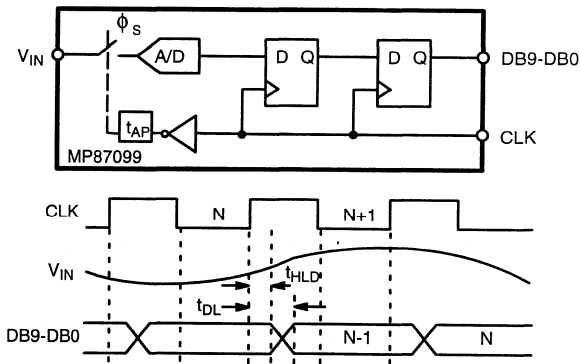 ϕS
VIN
A/D
D Q
D Q
DB9-DB0
tAP
CLK
MP87099
CLK
N
N+1
VIN
tHLD
tDL
DB9-DB0
N-1
N